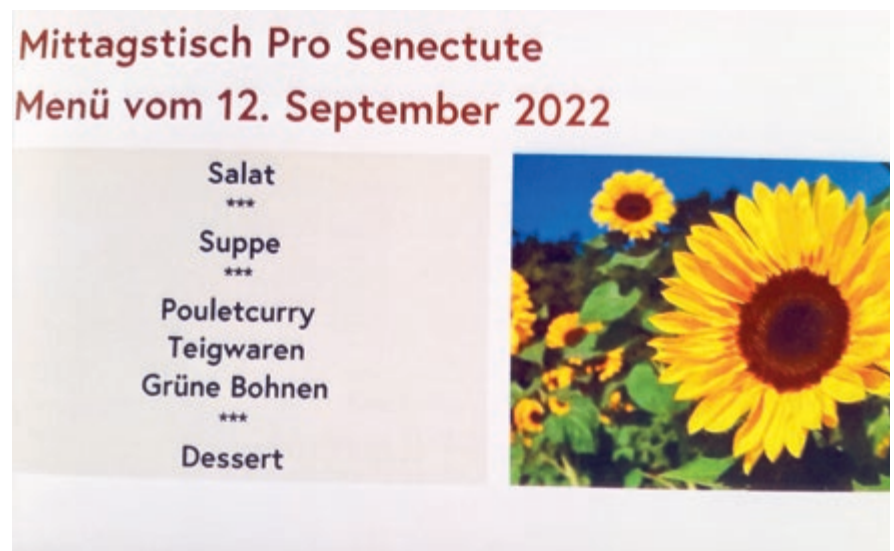 Mittagstisch Pro Senectute
Menü vom 12. September 2022
Salat
***
Suppe
***
Pouletcurry
Teigwaren
Grüne Bohnen
***
Dessert